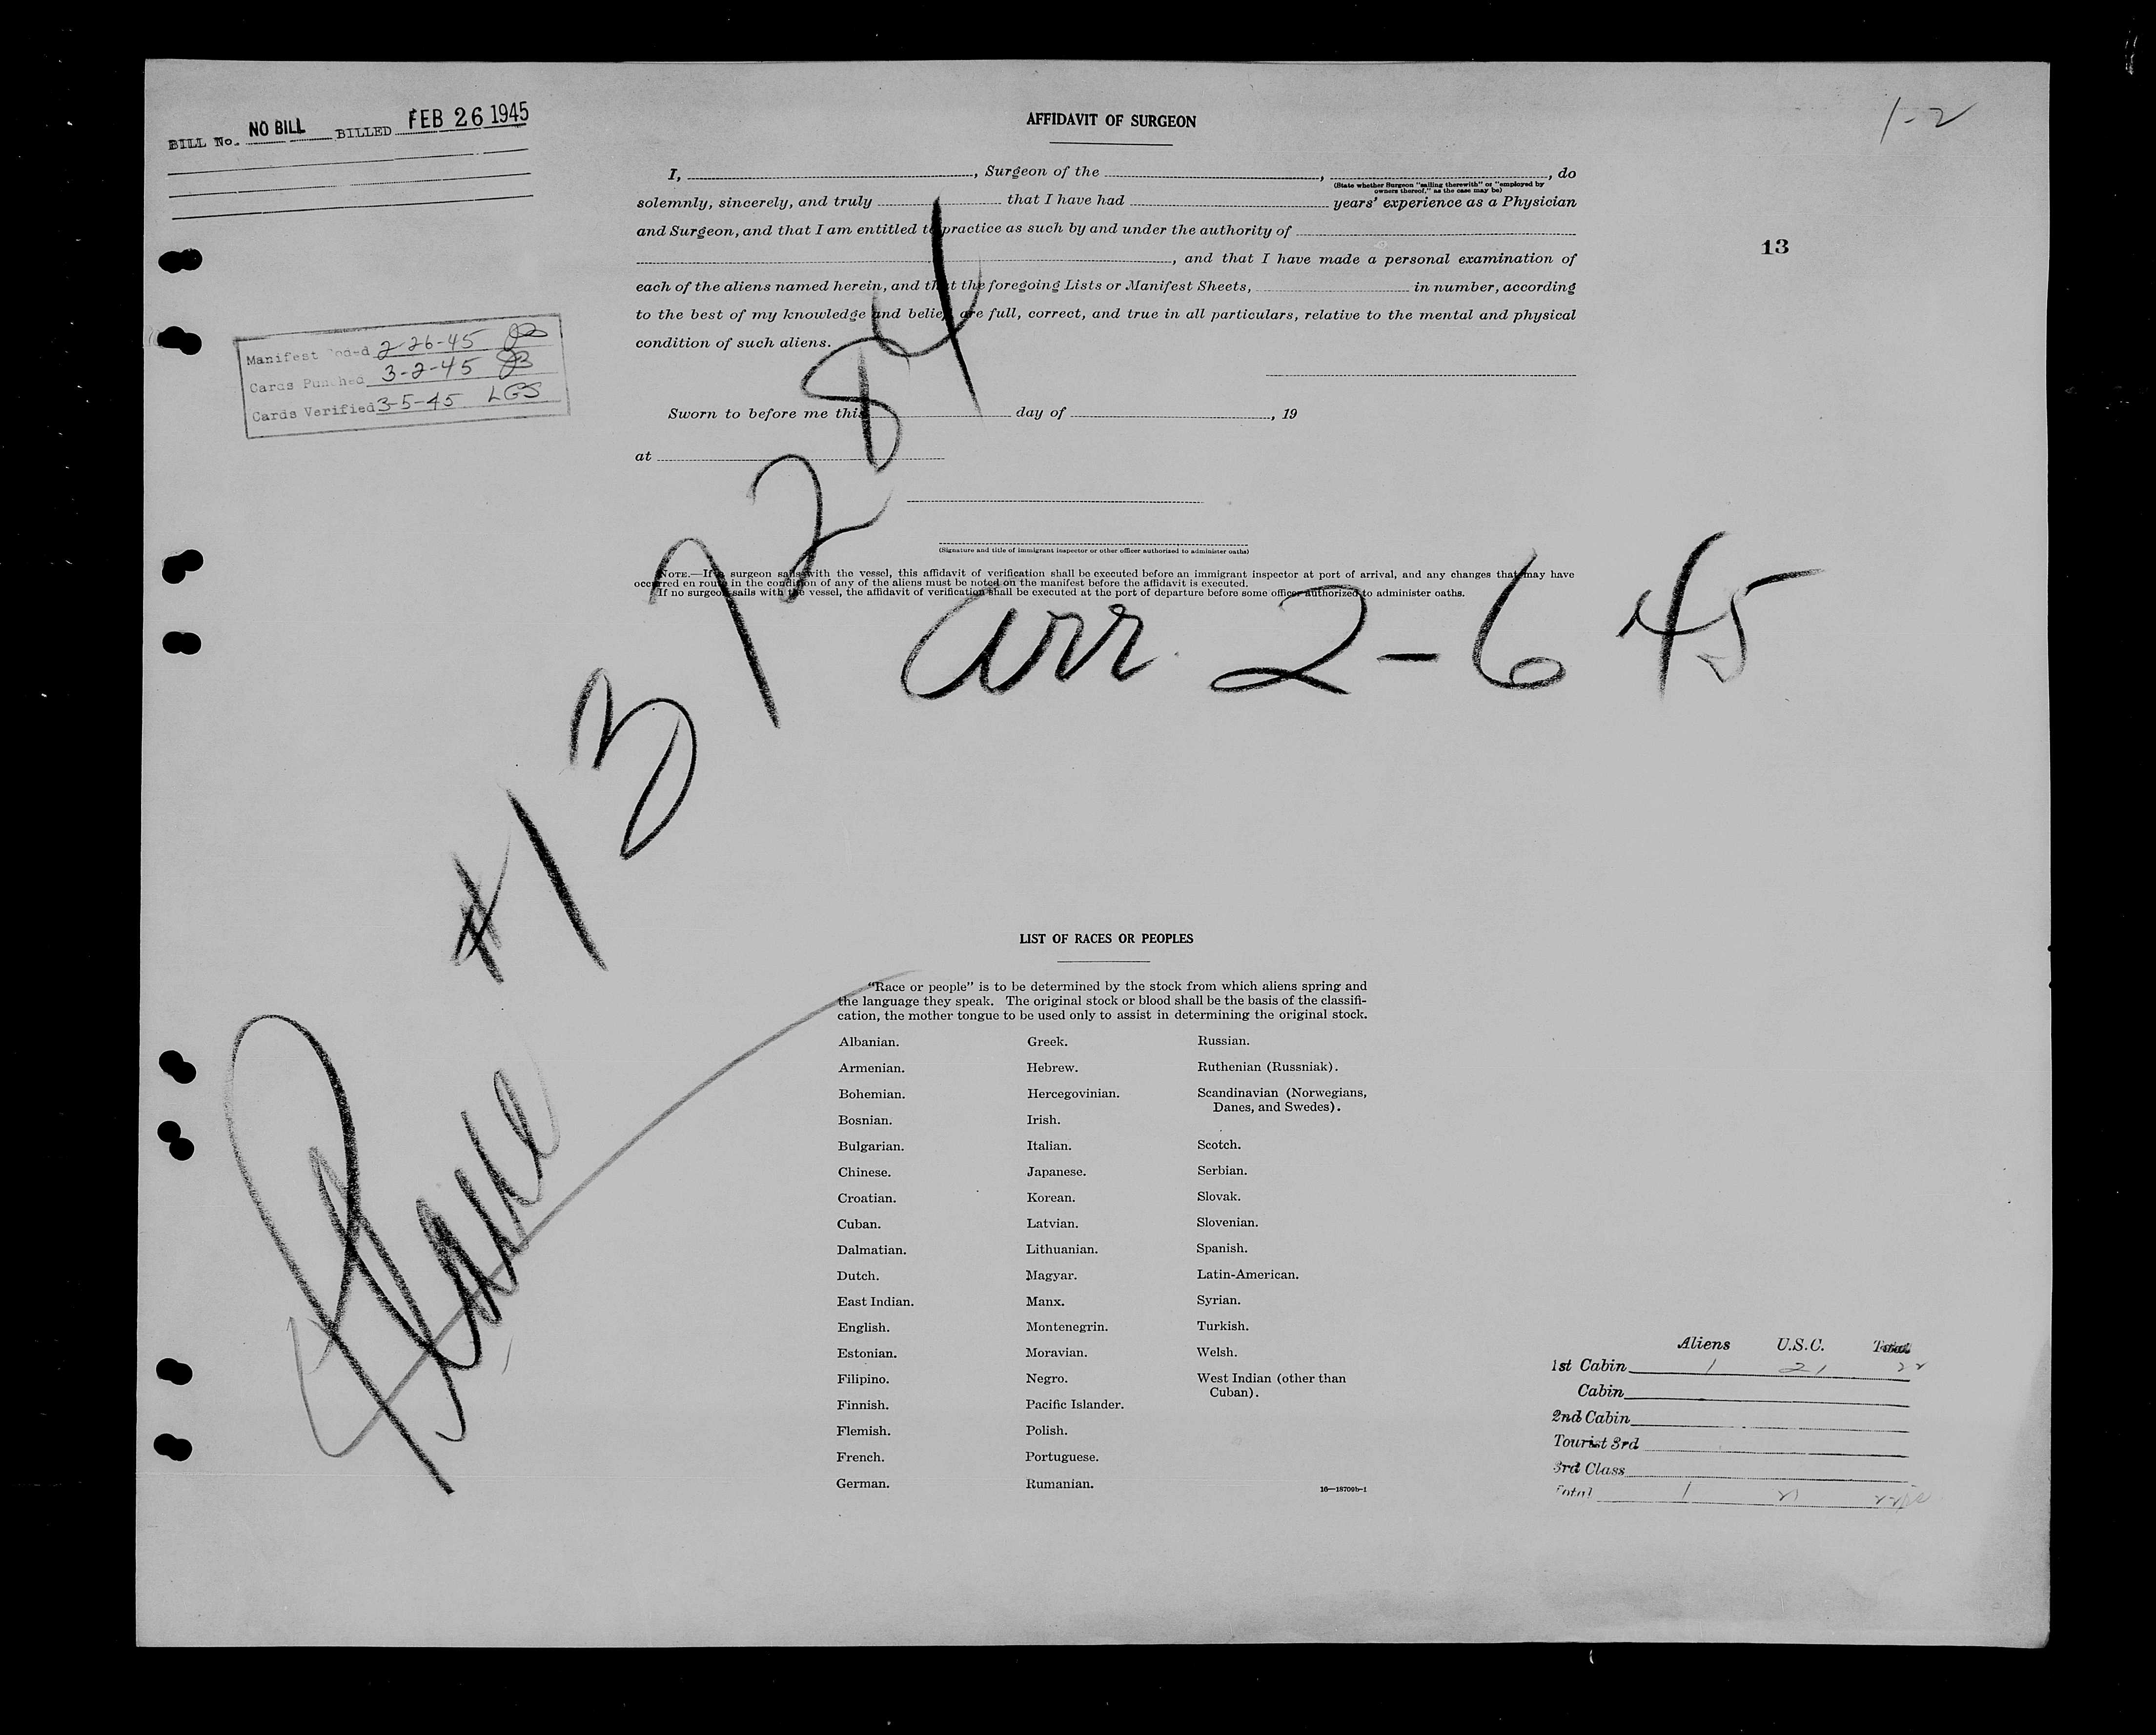 BILL No. NO BILL BILLED FEB 26 1945
1-2
AFFIDAVIT OF SURGEON
I, , Surgeon of the , , do
(State whether Surgeon "sailing therewith" or "employed by
owners thereof," as the case may be)
solemnly, sincerely, and truly that I have had years' experience as a Physician
and Surgeon, and that I am entitled to practice as such by and under the authority of
13
, and that I have made a personal examination of
each of the aliens named herein, and that the foregoing Lists or Manifest Sheets, in number, according
to the best of my knowledge and belief, are full, correct, and true in all particulars, relative to the mental and physical
condition of such aliens.
Manifest Coded 2-26-45
Cards Punched 3-2-45
Cards Verified 3-5-45 LGS
Sworn to before me this day of , 19
at
(Signature and title of immigrant inspector or other officer authorized to administer oaths)
NOTE.—If a surgeon sails with the vessel, this affidavit of verification shall be executed before an immigrant inspector at port of arrival, and any changes that may have
occurred en route in the condition of any of the aliens must be noted on the manifest before the affidavit is executed.
If no surgeon sails with the vessel, the affidavit of verification shall be executed at the port of departure before some officer authorized to administer oaths.
arr. 2-6 45
Plane #137284
LIST OF RACES OR PEOPLES
"Race or people" is to be determined by the stock from which aliens spring and
the language they speak. The original stock or blood shall be the basis of the classifi-
cation, the mother tongue to be used only to assist in determining the original stock.
Albanian.
Armenian.
Bohemian.
Bosnian.
Bulgarian.
Chinese.
Croatian.
Cuban.
Dalmatian.
Dutch.
East Indian.
English.
Estonian.
Filipino.
Finnish.
Flemish.
French.
German.
Greek.
Hebrew.
Hercegovinian.
Irish.
Italian.
Japanese.
Korean.
Latvian.
Lithuanian.
Magyar.
Manx.
Montenegrin.
Moravian.
Negro.
Pacific Islander.
Polish.
Portuguese.
Rumanian.
Russian.
Ruthenian (Russniak).
Scandinavian (Norwegians,
Danes, and Swedes).
Scotch.
Serbian.
Slovak.
Slovenian.
Spanish.
Latin-American.
Syrian.
Turkish.
Welsh.
West Indian (other than
Cuban).
16—18709b-1
Aliens U.S.C. Total
1st Cabin 1 21 22
Cabin
2nd Cabin
Tourist 3rd
3rd Class
Total 1 21